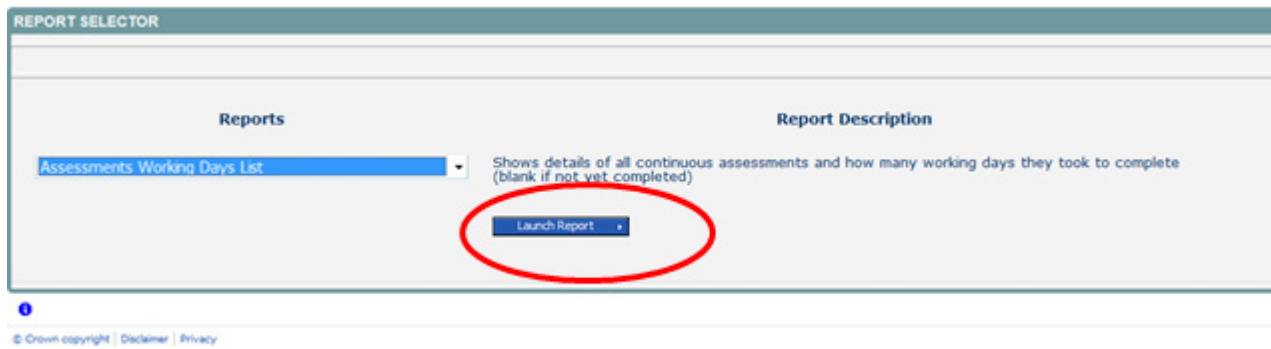 REPORT SELECTOR
Reports
Report Description
Assessments Working Days List
Shows details of all continuous assessments and how many working days they took to complete
(blank if not yet completed)
Launch Report
© Crown copyright | Disclaimer | Privacy